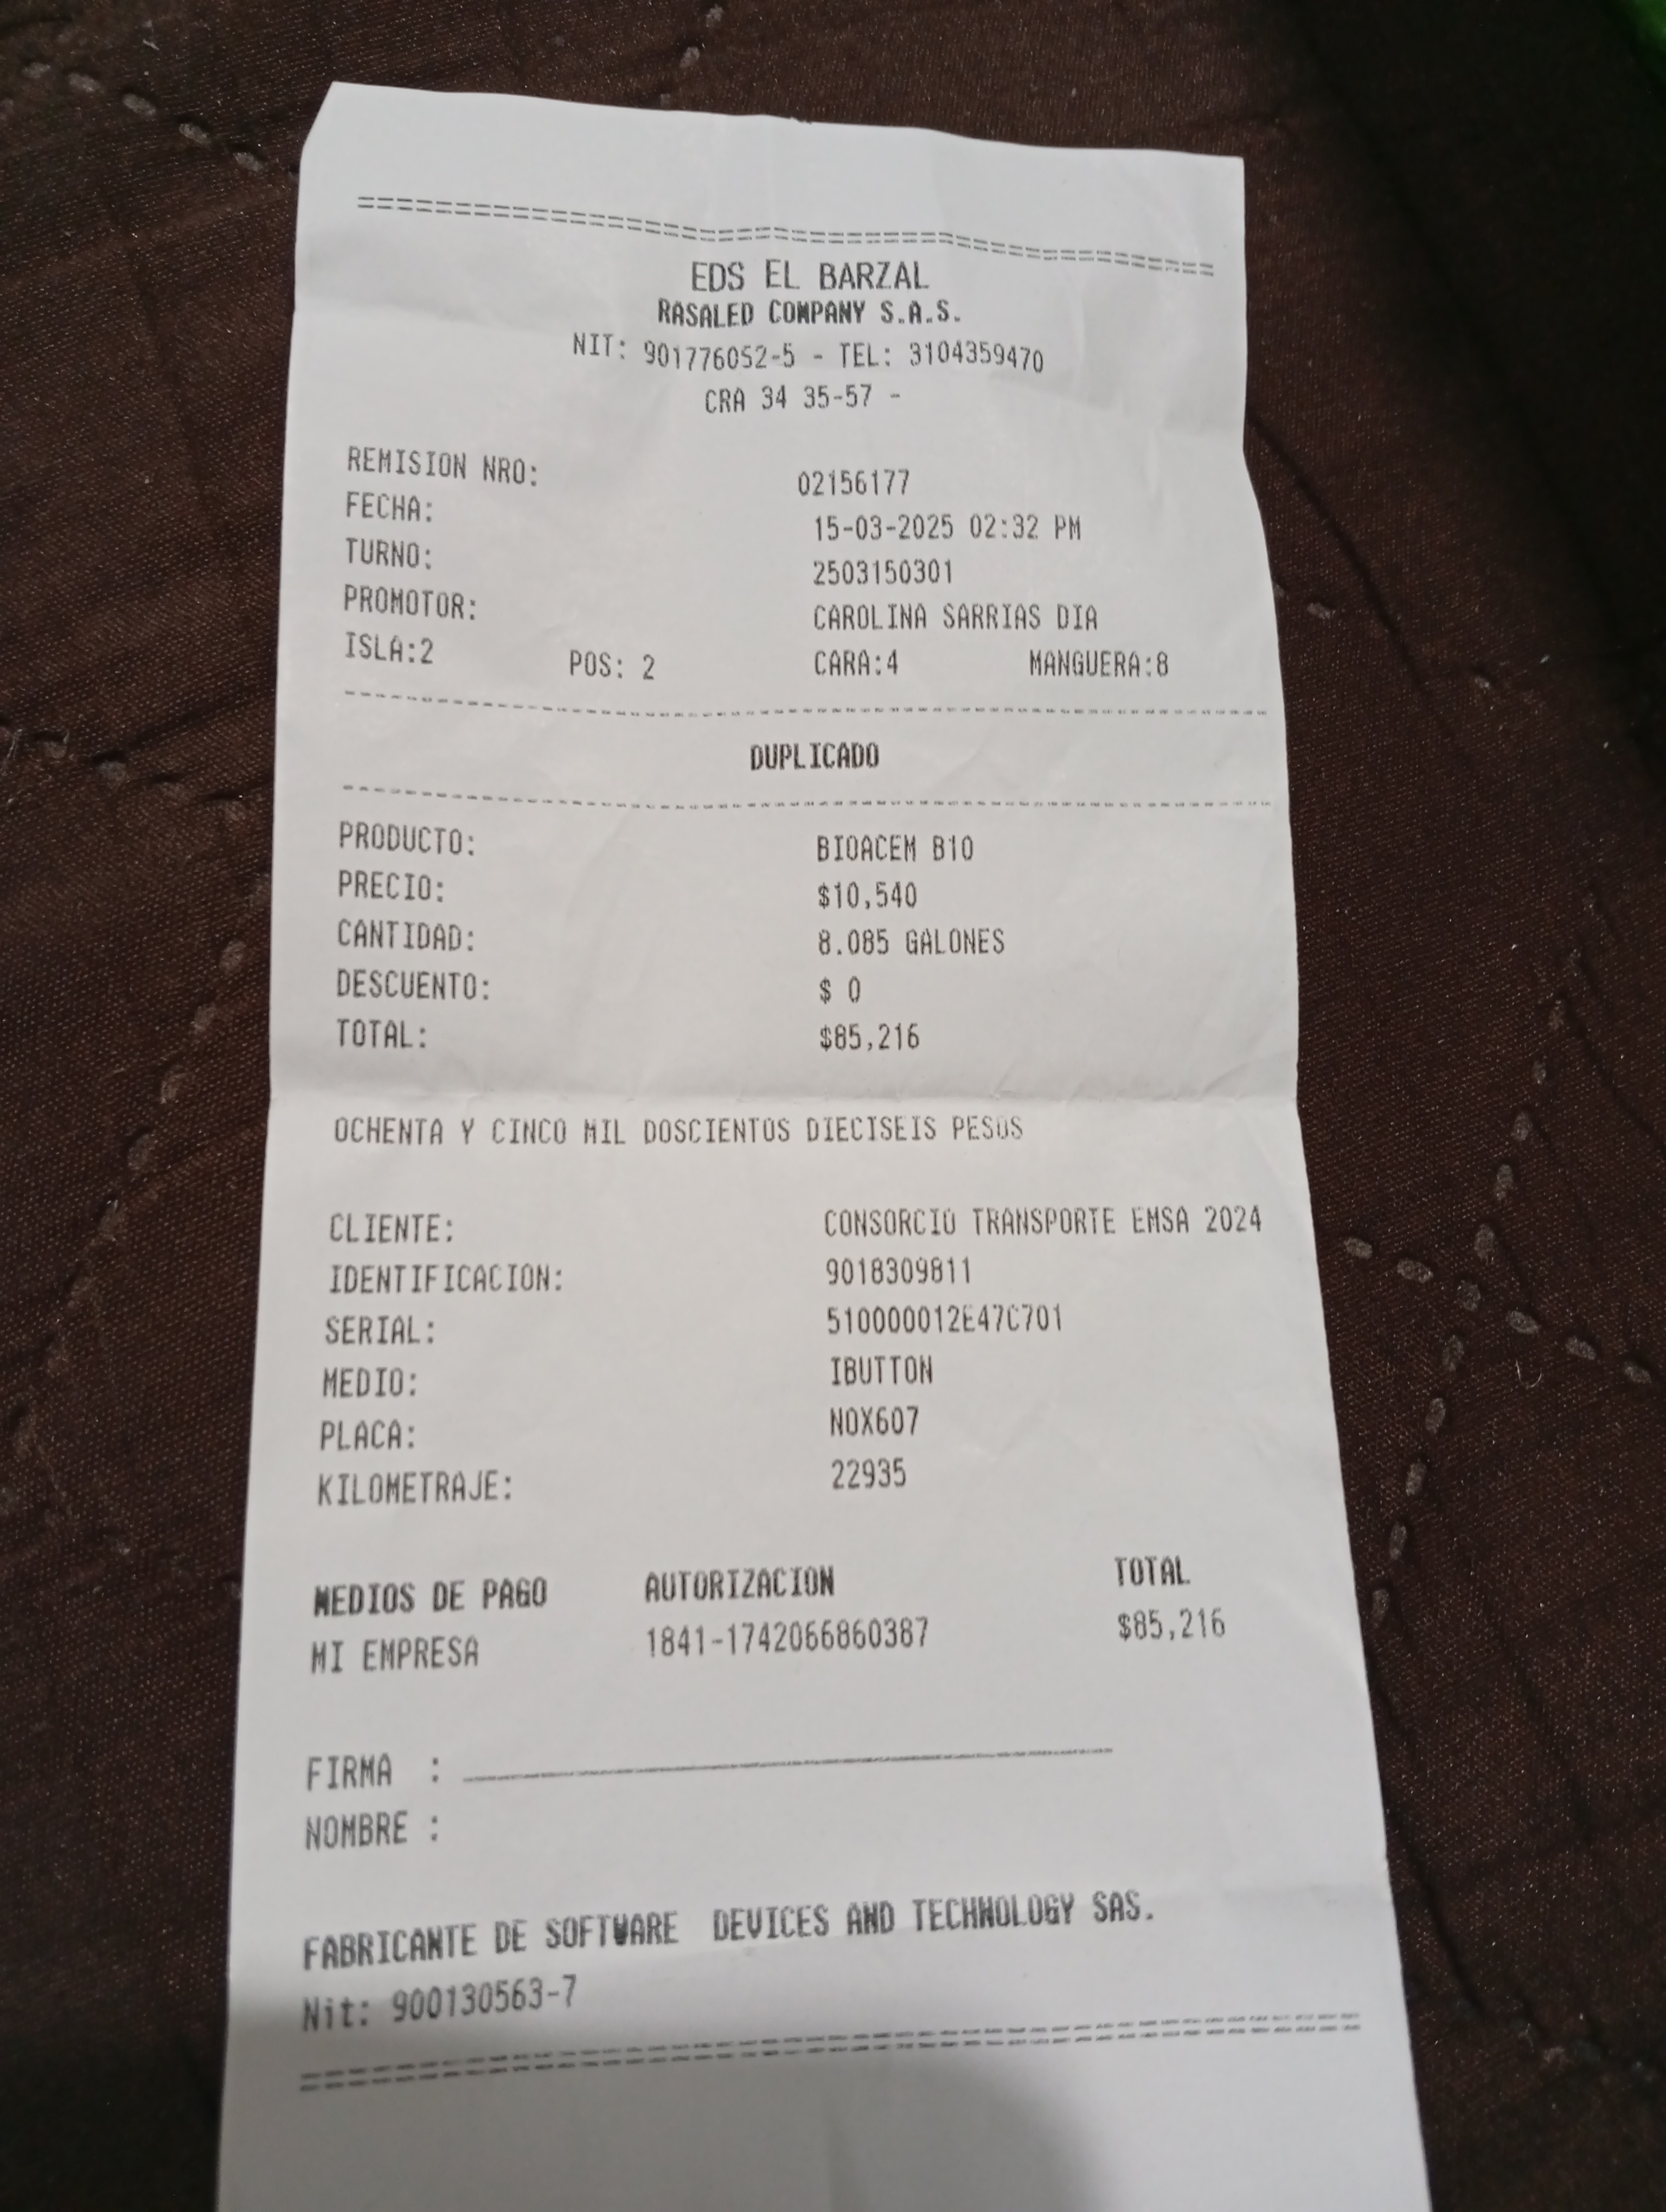 EDS EL BARZAL
RASALED COMPANY S.A.S.
NIT: 901776052-5 - TEL: 3104359470
CRA 34 35-57 -
REMISION NRO: 02156177
FECHA: 15-03-2025 02:32 PM
TURNO: 2503150301
PROMOTOR: CAROLINA SARRIAS DIA
ISLA:2 POS: 2 CARA:4 MANGUERA:8
DUPLICADO
PRODUCTO: BIOACEM B10
PRECIO: $10,540
CANTIDAD: 8.085 GALONES
DESCUENTO: $ 0
TOTAL: $85,216
OCHENTA Y CINCO MIL DOSCIENTOS DIECISEIS PESOS
CLIENTE: CONSORCIO TRANSPORTE EMSA 2024
IDENTIFICACION: 9018309811
SERIAL: 510000012E47C701
MEDIO: IBUTTON
PLACA: NOX607
KILOMETRAJE: 22935
MEDIOS DE PAGO AUTORIZACION TOTAL
MI EMPRESA 1841-1742066860387 $85,216
FIRMA :
NOMBRE :
FABRICANTE DE SOFTWARE DEVICES AND TECHNOLOGY SAS.
Nit: 900130563-7